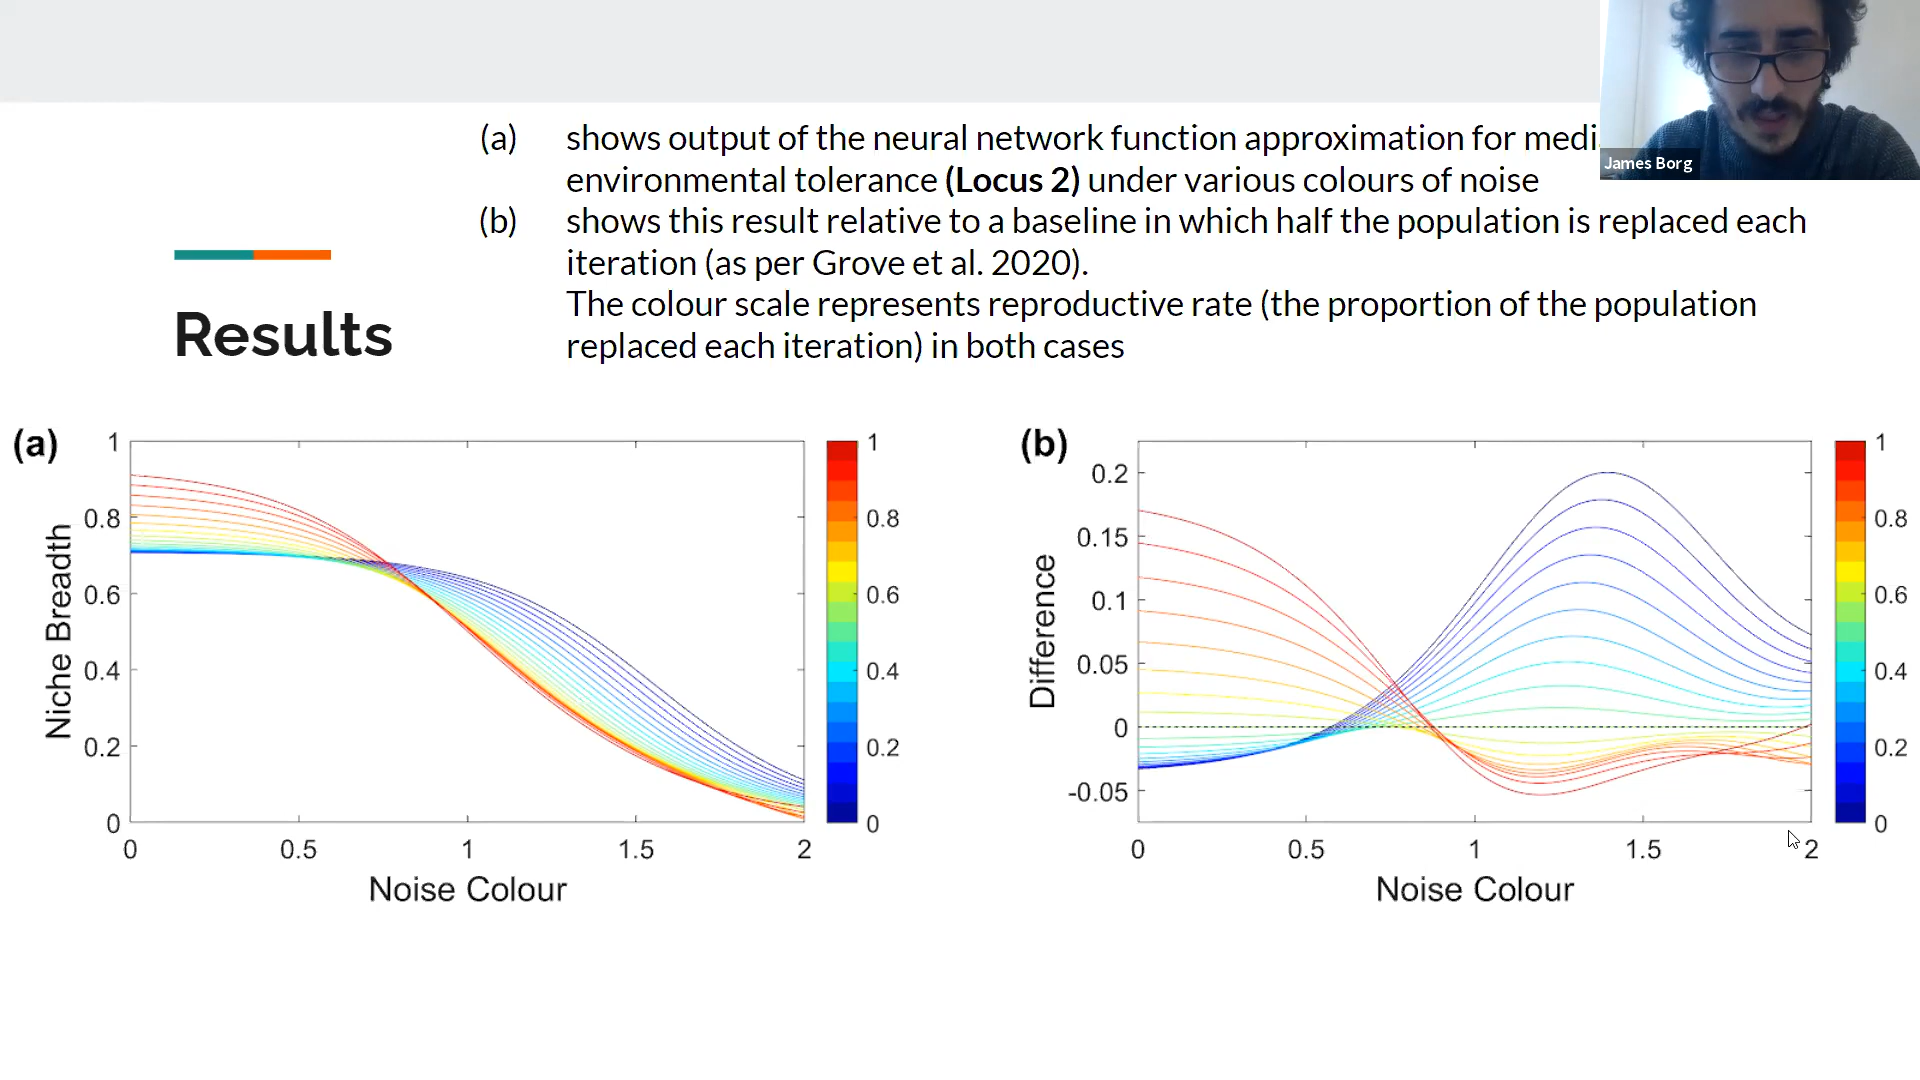 James Borg
(a) shows output of the neural network function approximation for
environmental tolerance (Locus 2) under various colours of noise
(b) shows this result relative to a baseline in which half the population is replaced each
iteration (as per Grove et al. 2020).
The colour scale represents reproductive rate (the proportion of the population
replaced each iteration) in both cases
Results
(a)
Niche Breadth
1
0.8
0.6
0.4
0.2
0
0 0.5 1 1.5 2
Noise Colour
1
0.8
0.6
0.4
0.2
0
(b)
Difference
0.2
0.15
0.1
0.05
0
-0.05
0 0.5 1 1.5 2
Noise Colour
1
0.8
0.6
0.4
0.2
0